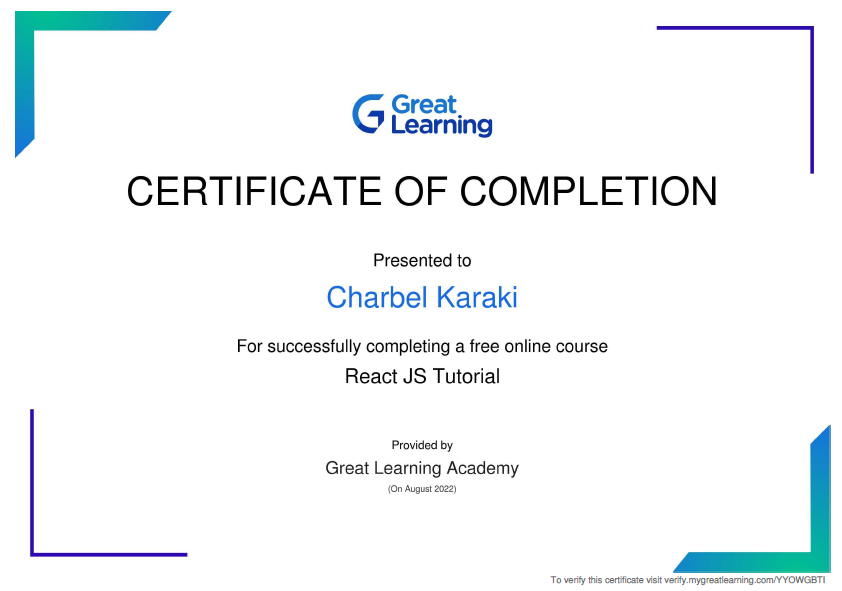 Great
Learning
CERTIFICATE OF COMPLETION
Presented to
Charbel Karaki
For successfully completing a free online course
React JS Tutorial
Provided by
Great Learning Academy
(On August 2022)
To verify this certificate visit verify.mygreatlearning.com/YYOWGBTI